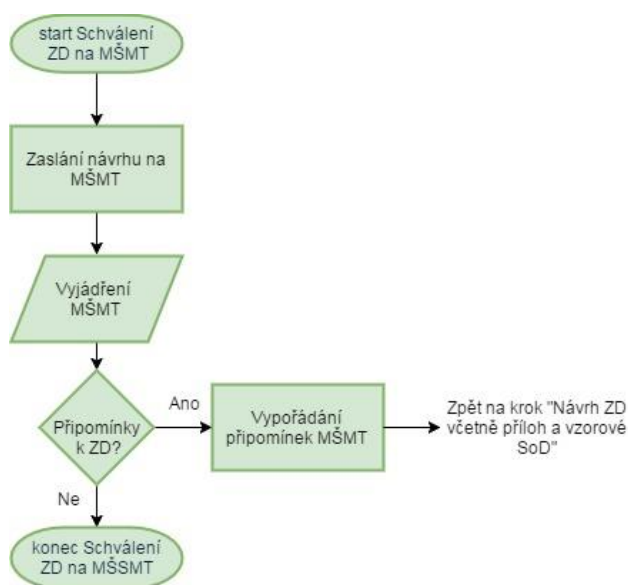 start Schválení
ZD na MŠMT
Zaslání návrhu na
MŠMT
Vyjádření
MŠMT
Připomínky
k ZD?
Ano
Vypořádání
připomínek MŠMT
Zpět na krok "Návrh ZD
včetně příloh a vzorové
SoD"
Ne
konec Schválení
ZD na MŠSMT